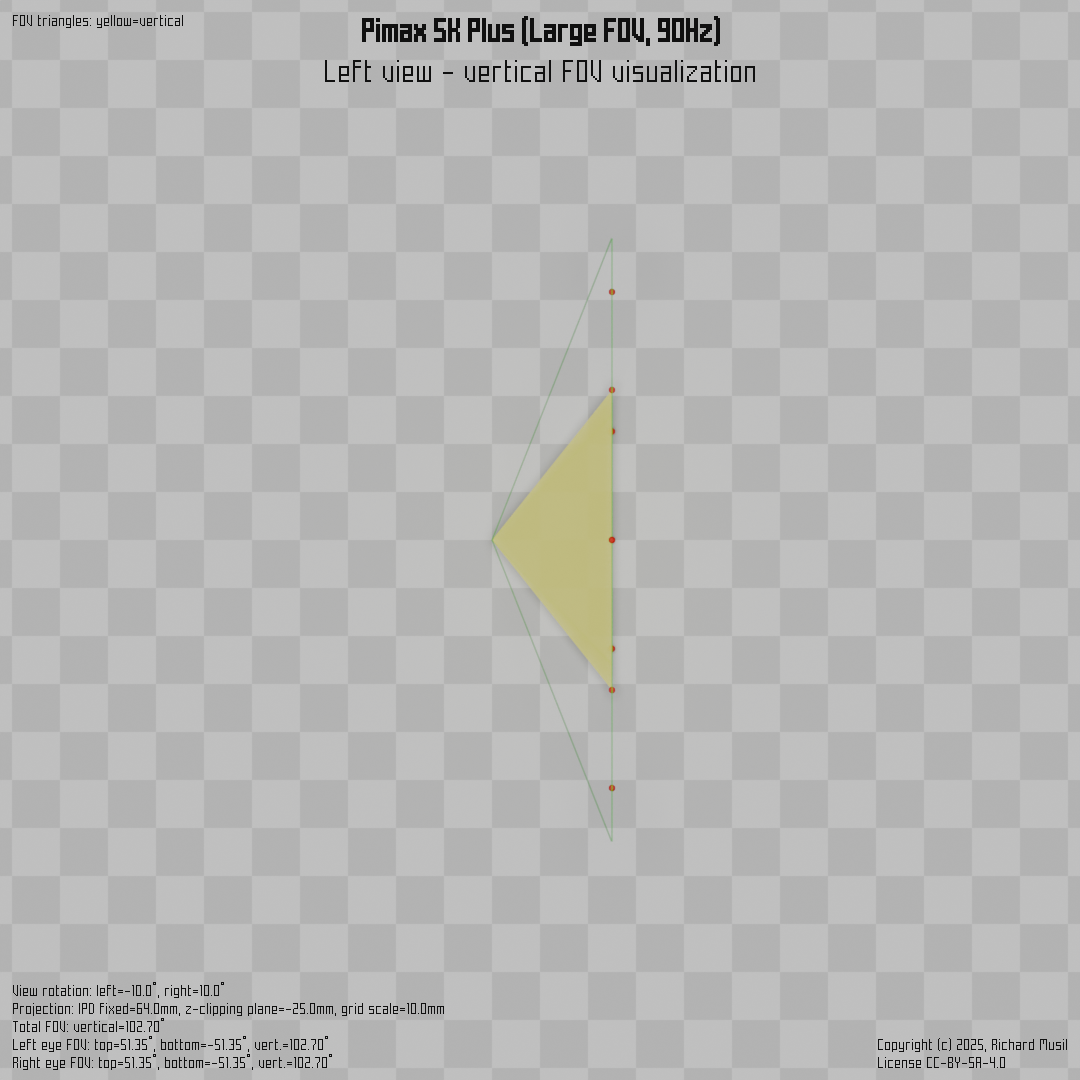 FOV triangles: yellow=vertical
Pimax 5K Plus (Large FOV, 90Hz)
Left view - vertical FOV visualization
View rotation: left=-10.0°, right=10.0°
Projection: IPD fixed=64.0mm, z-clipping plane=-25.0mm, grid scale=10.0mm
Total FOV: vertical=102.70°
Left eye FOV: top=51.35°, bottom=-51.35°, vert.=102.70°
Right eye FOV: top=51.35°, bottom=-51.35°, vert.=102.70°
Copyright (c) 2025, Richard Musil
License CC-BY-SA-4.0